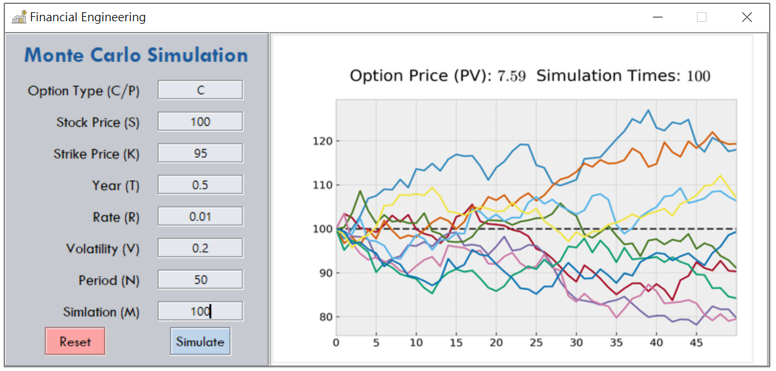 Financial Engineering
Monte Carlo Simulation
Option Type (C/P) C
Stock Price (S) 100
Strike Price (K) 95
Year (T) 0.5
Rate (R) 0.01
Volatility (V) 0.2
Period (N) 50
Simlation (M) 100
Reset Simulate
Option Price (PV): 7.59 Simulation Times: 100
120
110
100
90
80
0 5 10 15 20 25 30 35 40 45